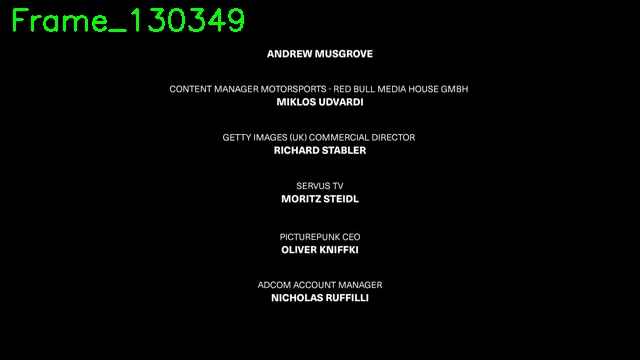 Frame_130349
ANDREW MUSGROVE
CONTENT MANAGER MOTORSPORTS - RED BULL MEDIA HOUSE GMBH
MIKLOS UDVARDI
GETTY IMAGES (UK) COMMERCIAL DIRECTOR
RICHARD STABLER
SERVUS TV
MORITZ STEIDL
PICTUREPUNK CEO
OLIVER KNIFFKI
ADCOM ACCOUNT MANAGER
NICHOLAS RUFFILLI